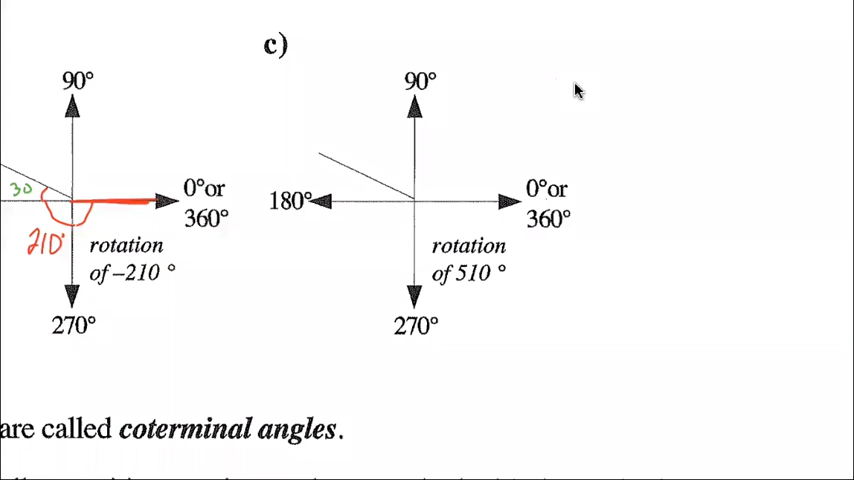 c)
90°
90°
30
0° or
360°
180°
0° or
360°
210°
rotation
of –210 °
rotation
of 510 °
270°
270°
are called coterminal angles.